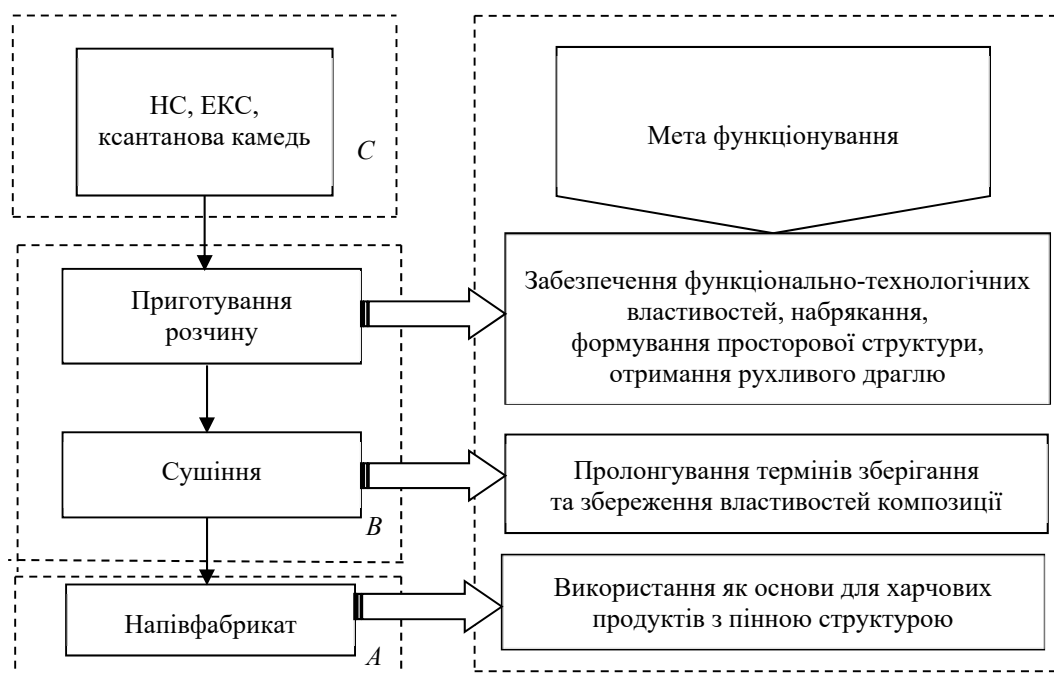 НС, ЕКС,
ксантанова камедь
C
Мета функціонування
Приготування
розчину
Забезпечення функціонально-технологічних
властивостей, набрякання,
формування просторової структури,
отримання рухливого драглю
Сушіння
B
Пролонгування термінів зберігання
та збереження властивостей композиції
Напівфабрикат
A
Використання як основи для харчових
продуктів з пінною структурою